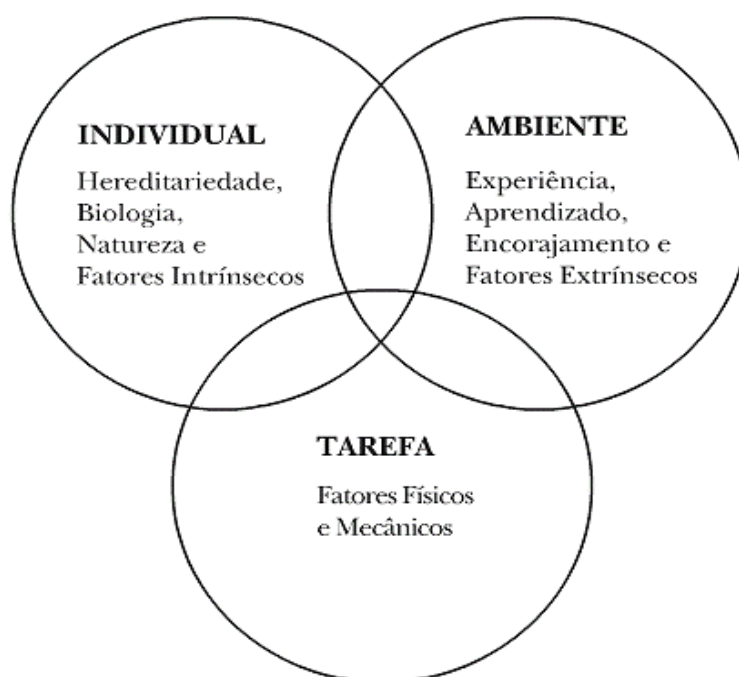 INDIVIDUAL
Hereditariedade,
Biologia,
Natureza e
Fatores Intrínsecos
AMBIENTE
Experiência,
Aprendizado,
Encorajamento e
Fatores Extrínsecos
TAREFA
Fatores Físicos
e Mecânicos